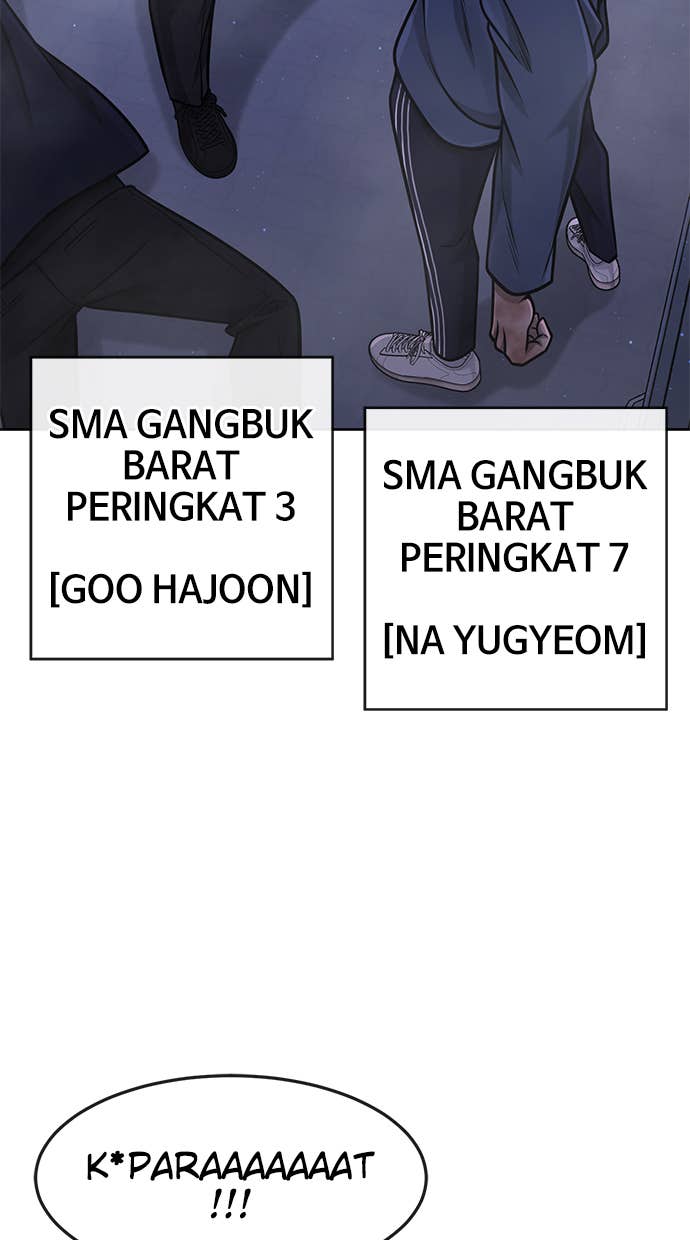 SMA GANGBUK
BARAT
PERINGKAT 3
[GOO HAJOON]
SMA GANGBUK
BARAT
PERINGKAT 7
[NA YUGYEOM]
K*PARAAAAAAAT
!!!